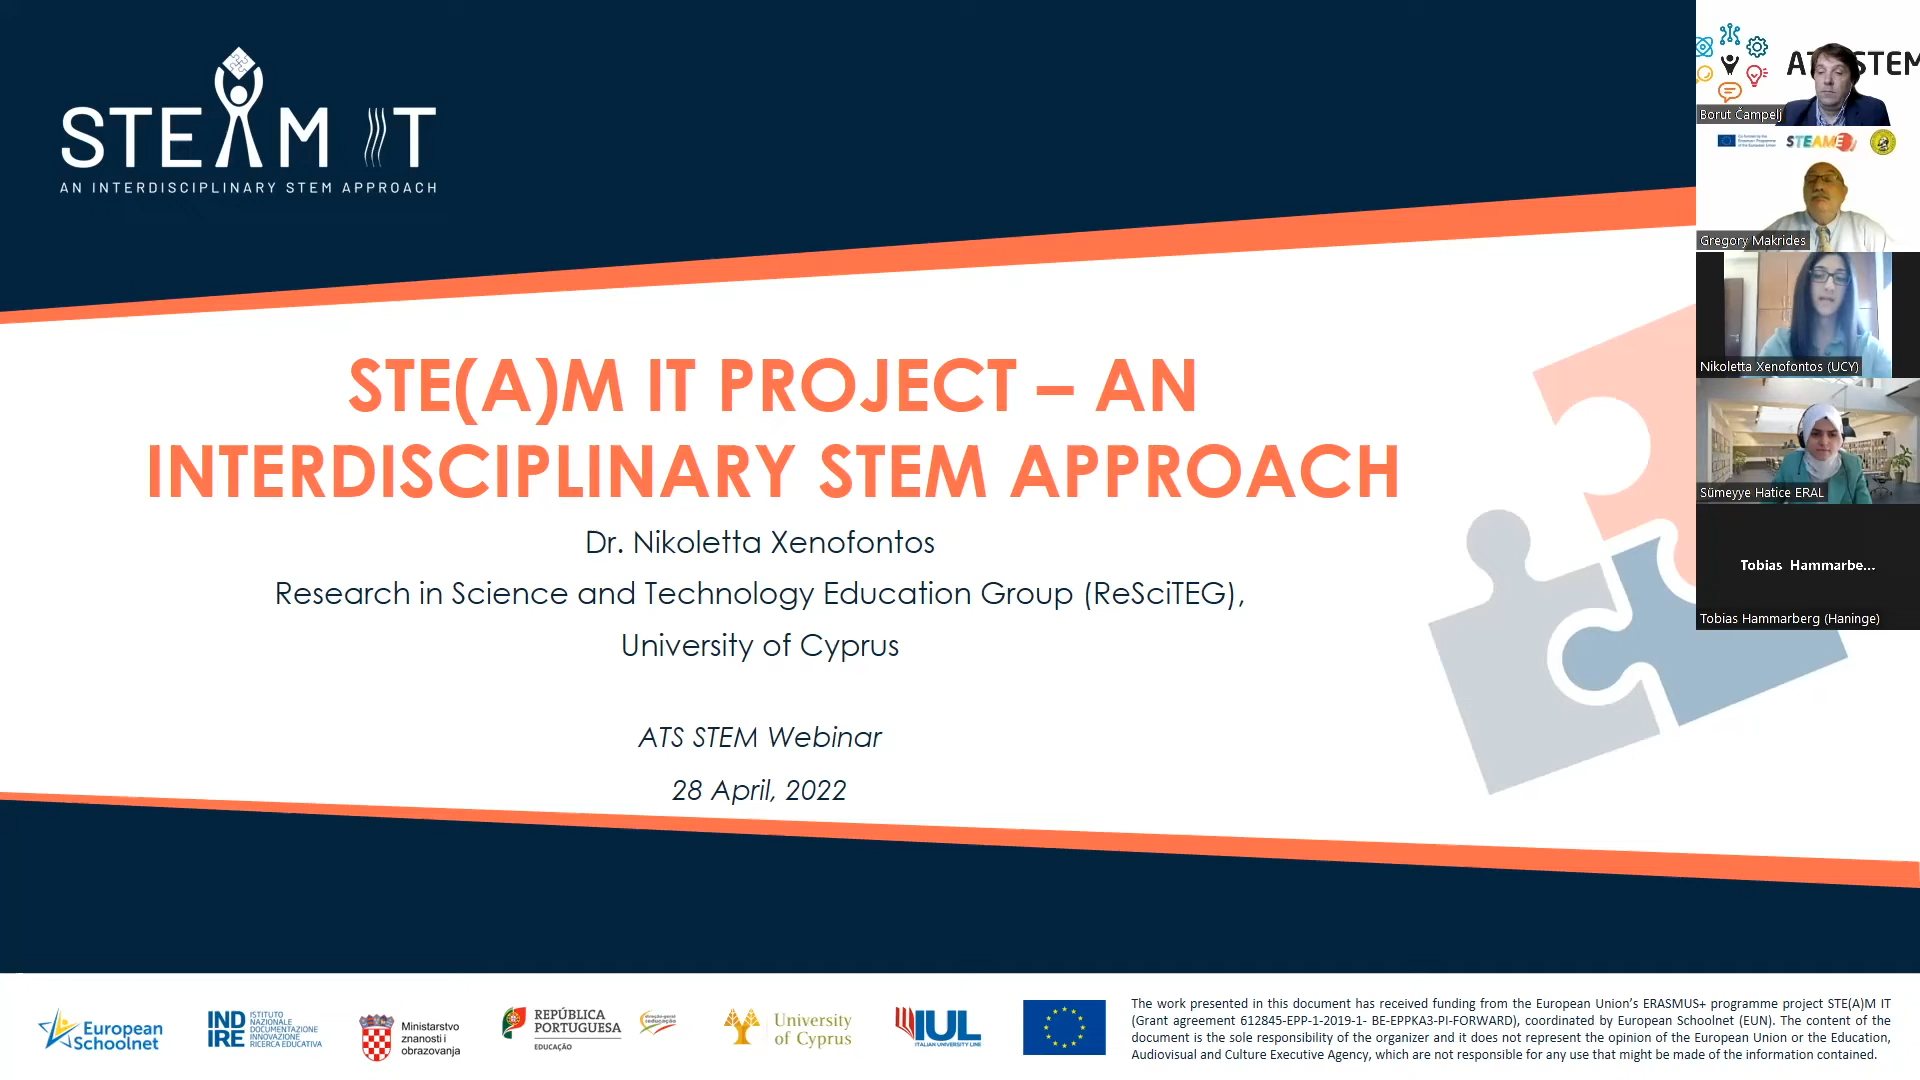 STEAM IT
AN INTERDISCIPLINARY STEM APPROACH
STE(A)M IT PROJECT – AN
INTERDISCIPLINARY STEM APPROACH
Dr. Nikoletta Xenofontos
Research in Science and Technology Education Group (ReSciTEG),
University of Cyprus
ATS STEM Webinar
28 April, 2022
STEM
Borut Čampelj
STEAME
Gregory Makrides
Nikoletta Xenofontos (UCY)
Sümeyye Hatice ERAL
Tobias Hammarbe...
Tobias Hammarberg (Haninge)
European
Schoolnet
IND
IRE
ISTITUTO
NAZIONALE
DOCUMENTAZIONE
INNOVAZIONE
RICERCA EDUCATIVA
Ministarstvo
znanosti i
obrazovanja
REPÚBLICA
PORTUGUESA
EDUCAÇÃO
University
of Cyprus
IUL
ITALIAN UNIVERSITY LINE
The work presented in this document has received funding from the European Union's ERASMUS+ programme project STE(A)M IT
(Grant agreement 612845-EPP-1-2019-1- BE-EPPKA3-PI-FORWARD), coordinated by European Schoolnet (EUN). The content of the
document is the sole responsibility of the organizer and it does not represent the opinion of the European Union or the Education,
Audiovisual and Culture Executive Agency, which are not responsible for any use that might be made of the information contained.